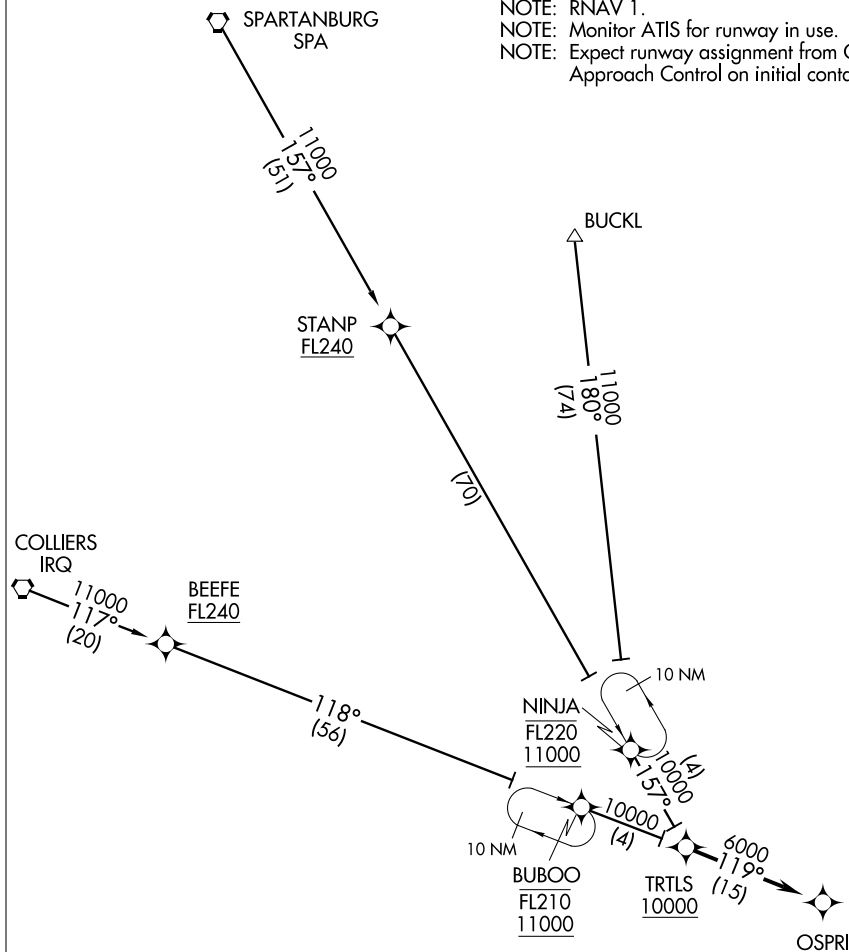 SPARTANBURG
SPA
NOTE: RNAV 1.
NOTE: Monitor ATIS for runway in use.
NOTE: Expect runway assignment from
Approach Control on initial
11000
157°
(51)
BUCKL
STANP
FL240
11000
180°
(74)
(70)
COLLIERS
IRQ
11000
117°
(20)
BEEFE
FL240
118°
(56)
10 NM
NINJA
FL220
11000
(4)
10000
157°
10000
(4)
10 NM
BUBOO
FL210
11000
TRTLS
10000
6000
119°
(15)
OSPRI